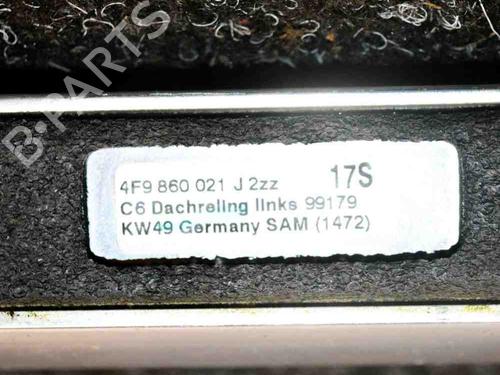 B-PARTS
4F9 860 021 J 2zz 17S
C6 Dachreling links 99179
KW49 Germany SAM (1472)